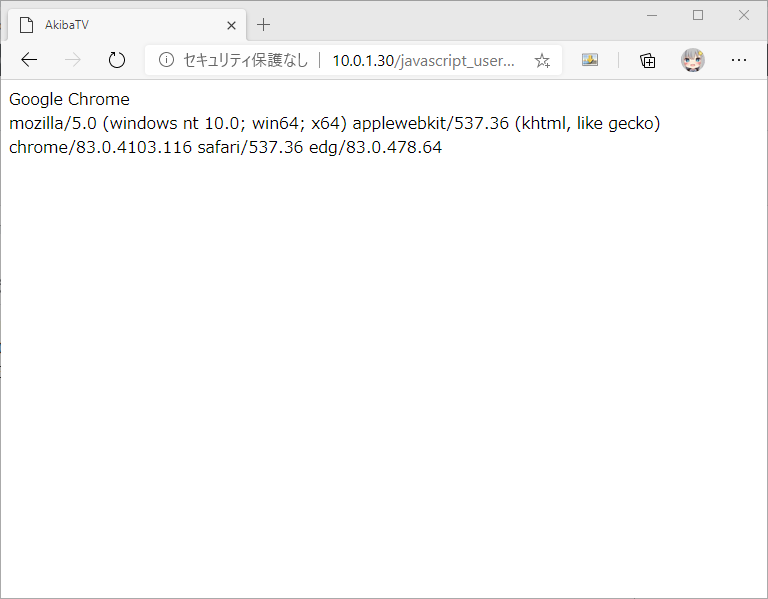 AkibaTV
セキュリティ保護なし 10.0.1.30/javascript_user...
Google Chrome
mozilla/5.0 (windows nt 10.0; win64; x64) applewebkit/537.36 (khtml, like gecko)
chrome/83.0.4103.116 safari/537.36 edg/83.0.478.64